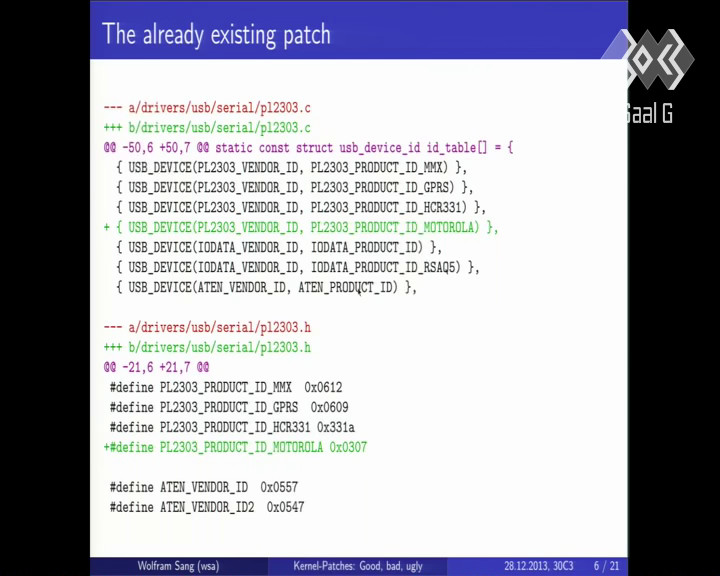 The already existing patch
Saal G
--- a/drivers/usb/serial/pl2303.c
+++ b/drivers/usb/serial/pl2303.c
@@ -50,6 +50,7 @@ static const struct usb_device_id id_table[] = {
{ USB_DEVICE(PL2303_VENDOR_ID, PL2303_PRODUCT_ID_MMX) },
{ USB_DEVICE(PL2303_VENDOR_ID, PL2303_PRODUCT_ID_GPRS) },
{ USB_DEVICE(PL2303_VENDOR_ID, PL2303_PRODUCT_ID_HCR331) },
+ { USB_DEVICE(PL2303_VENDOR_ID, PL2303_PRODUCT_ID_MOTOROLA) },
{ USB_DEVICE(IODATA_VENDOR_ID, IODATA_PRODUCT_ID) },
{ USB_DEVICE(IODATA_VENDOR_ID, IODATA_PRODUCT_ID_RSAQ5) },
{ USB_DEVICE(ATEN_VENDOR_ID, ATEN_PRODUCT_ID) },
--- a/drivers/usb/serial/pl2303.h
+++ b/drivers/usb/serial/pl2303.h
@@ -21,6 +21,7 @@
#define PL2303_PRODUCT_ID_MMX 0x0612
#define PL2303_PRODUCT_ID_GPRS 0x0609
#define PL2303_PRODUCT_ID_HCR331 0x331a
+#define PL2303_PRODUCT_ID_MOTOROLA 0x0307
#define ATEN_VENDOR_ID 0x0557
#define ATEN_VENDOR_ID2 0x0547
Wolfram Sang (wsa) Kernel-Patches: Good, bad, ugly 28.12.2013, 30C3 6 / 21